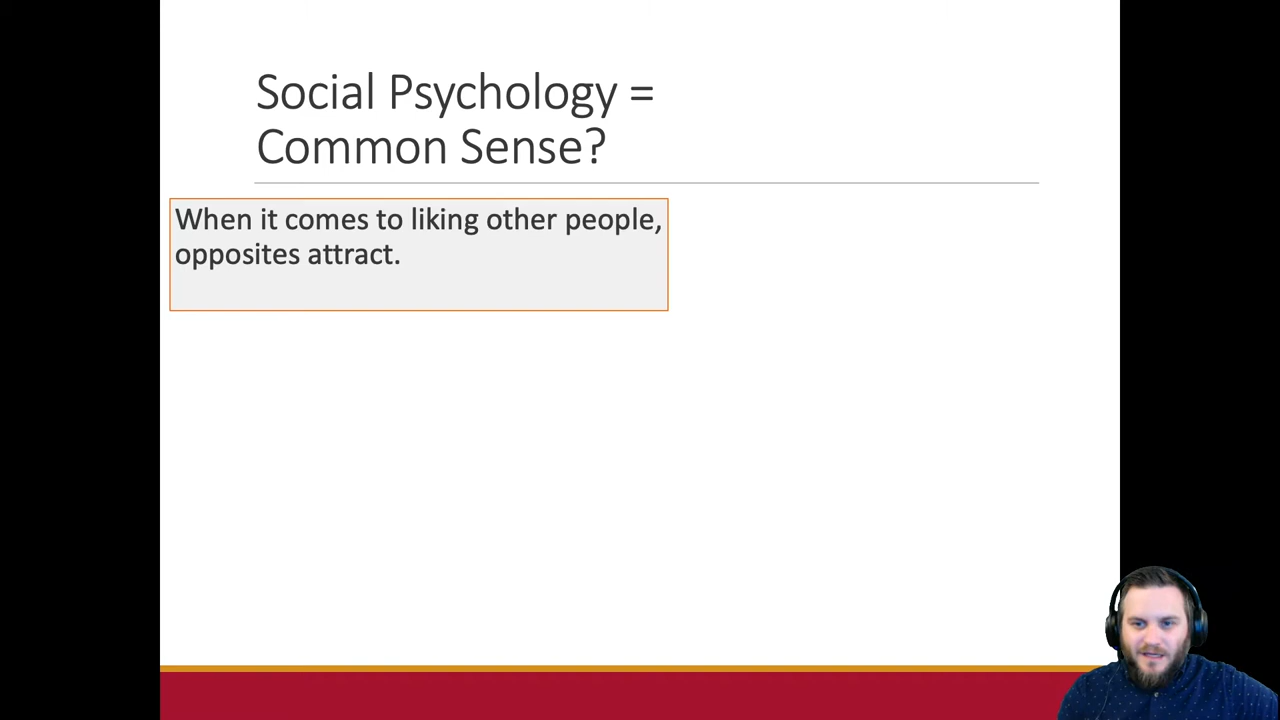 Social Psychology =
Common Sense?
When it comes to liking other people,
opposites attract.